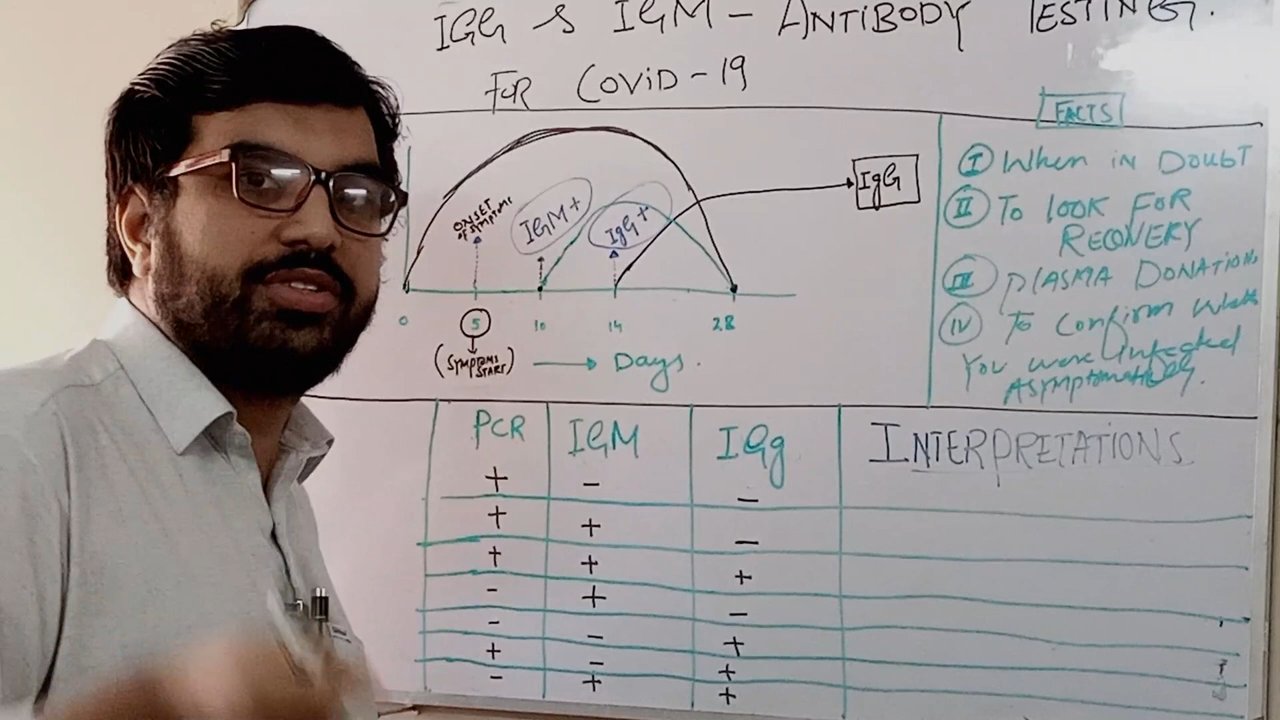 IGG & IGM - ANTIBODY TESTING.
FOR COVID-19
FACTS
I When in DOUBT
II To look FOR
RECOVERY
III PLASMA DONATION
IV To Confirm
You were infected
ASymptomatically.
ONSET
of SYMPTOMS
IGM+
IgG+
IgG
0 5 10 14 28
(SYMPTOMS
START)
Days.
PCR IGM IGg INTERPRETATIONS
+ - -
+ + -
+ + +
- + -
- - +
+ - +
- + +